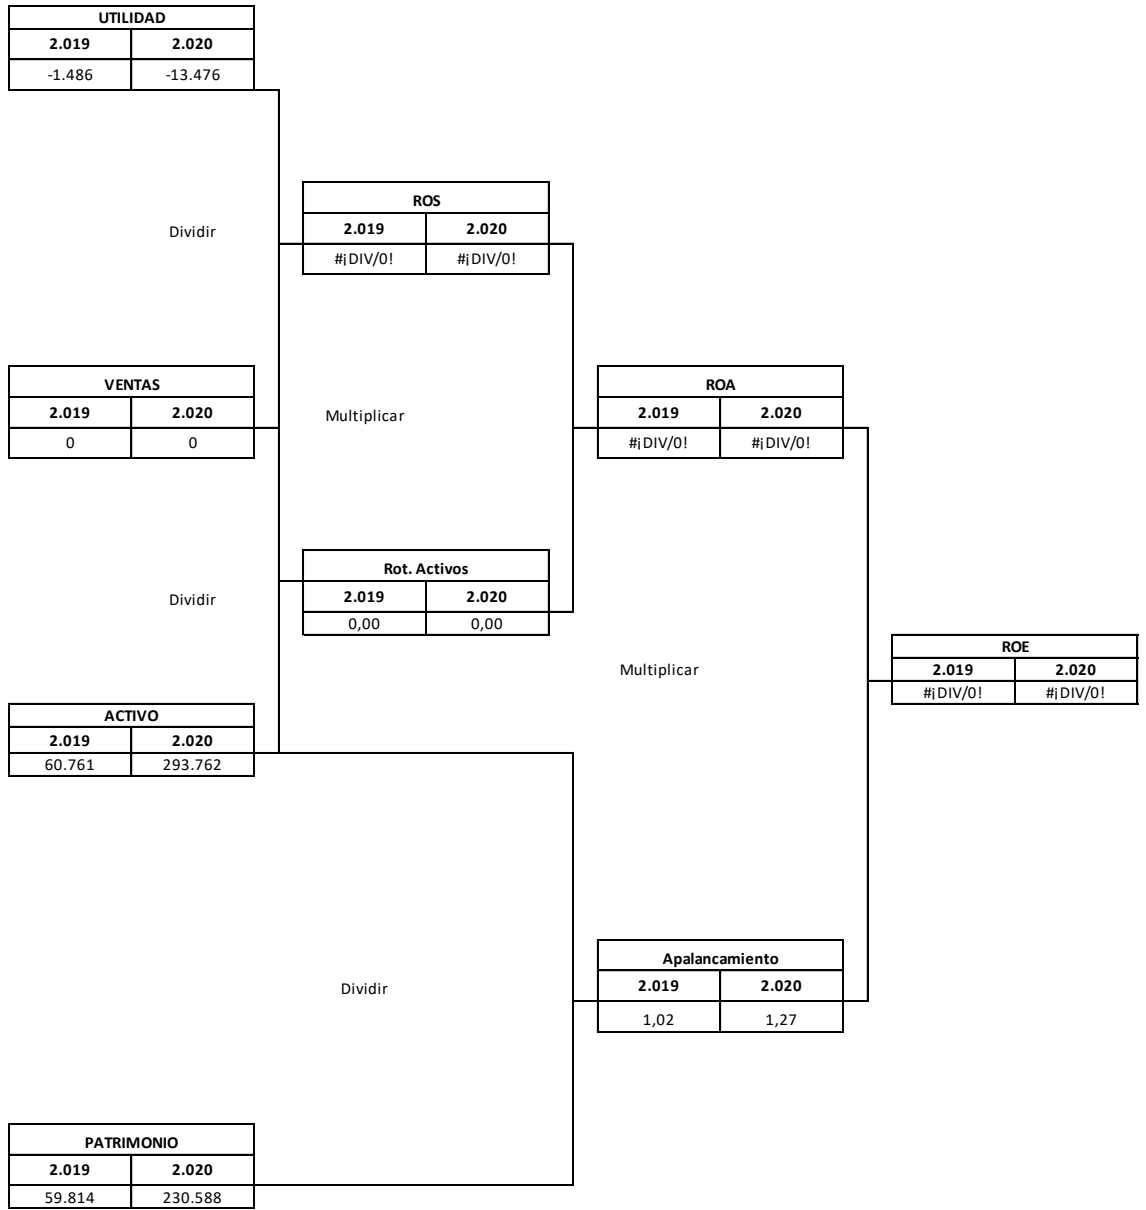 UTILIDAD
2.019 2.020
-1.486 -13.476
ROS
Dividir
2.019 2.020
#¡DIV/0! #¡DIV/0!
VENTAS
2.019 2.020
0 0
Multiplicar
ROA
2.019 2.020
#¡DIV/0! #¡DIV/0!
Rot. Activos
Dividir
2.019 2.020
0,00 0,00
Multiplicar
ROE
2.019 2.020
#¡DIV/0! #¡DIV/0!
ACTIVO
2.019 2.020
60.761 293.762
Dividir
Apalancamiento
2.019 2.020
1,02 1,27
PATRIMONIO
2.019 2.020
59.814 230.588